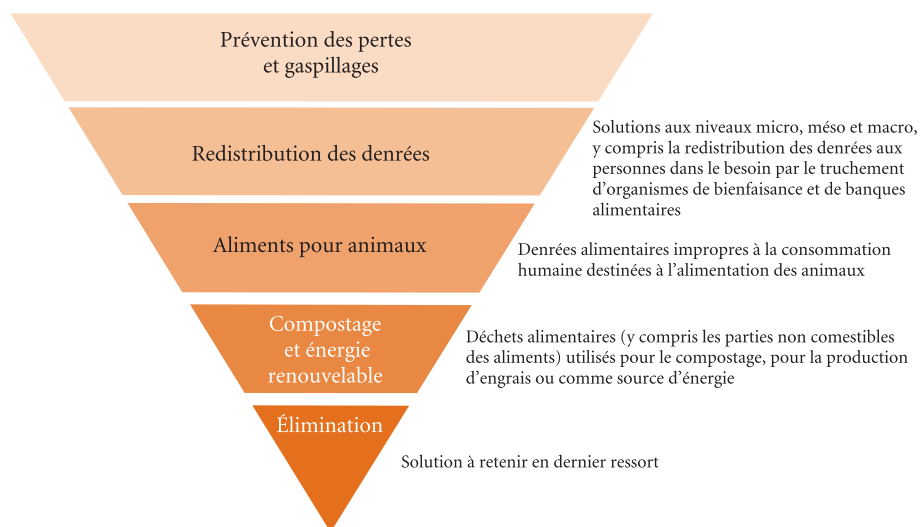 Prévention des pertes
et gaspillages
Redistribution des denrées
Solutions aux niveaux micro, méso et macro,
y compris la redistribution des denrées aux
personnes dans le besoin par le truchement
d'organismes de bienfaisance et de banques
alimentaires
Aliments pour animaux
Denrées alimentaires impropres à la consommation
humaine destinées à l'alimentation des animaux
Compostage
et énergie
renouvelable
Déchets alimentaires (y compris les parties non comestibles
des aliments) utilisés pour le compostage, pour la production
d'engrais ou comme source d'énergie
Élimination
Solution à retenir en dernier ressort